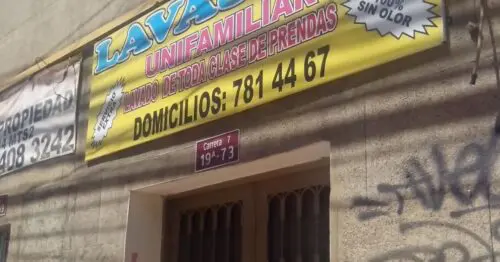 LAVA
UNIFAMILIAR
100%
SIN OLOR
LAVADO DE TODA CLASE DE PRENDAS
DOMICILIOS: 781 44 67
PROPIEDAD
408 3242
Carrera 7
19ª-73